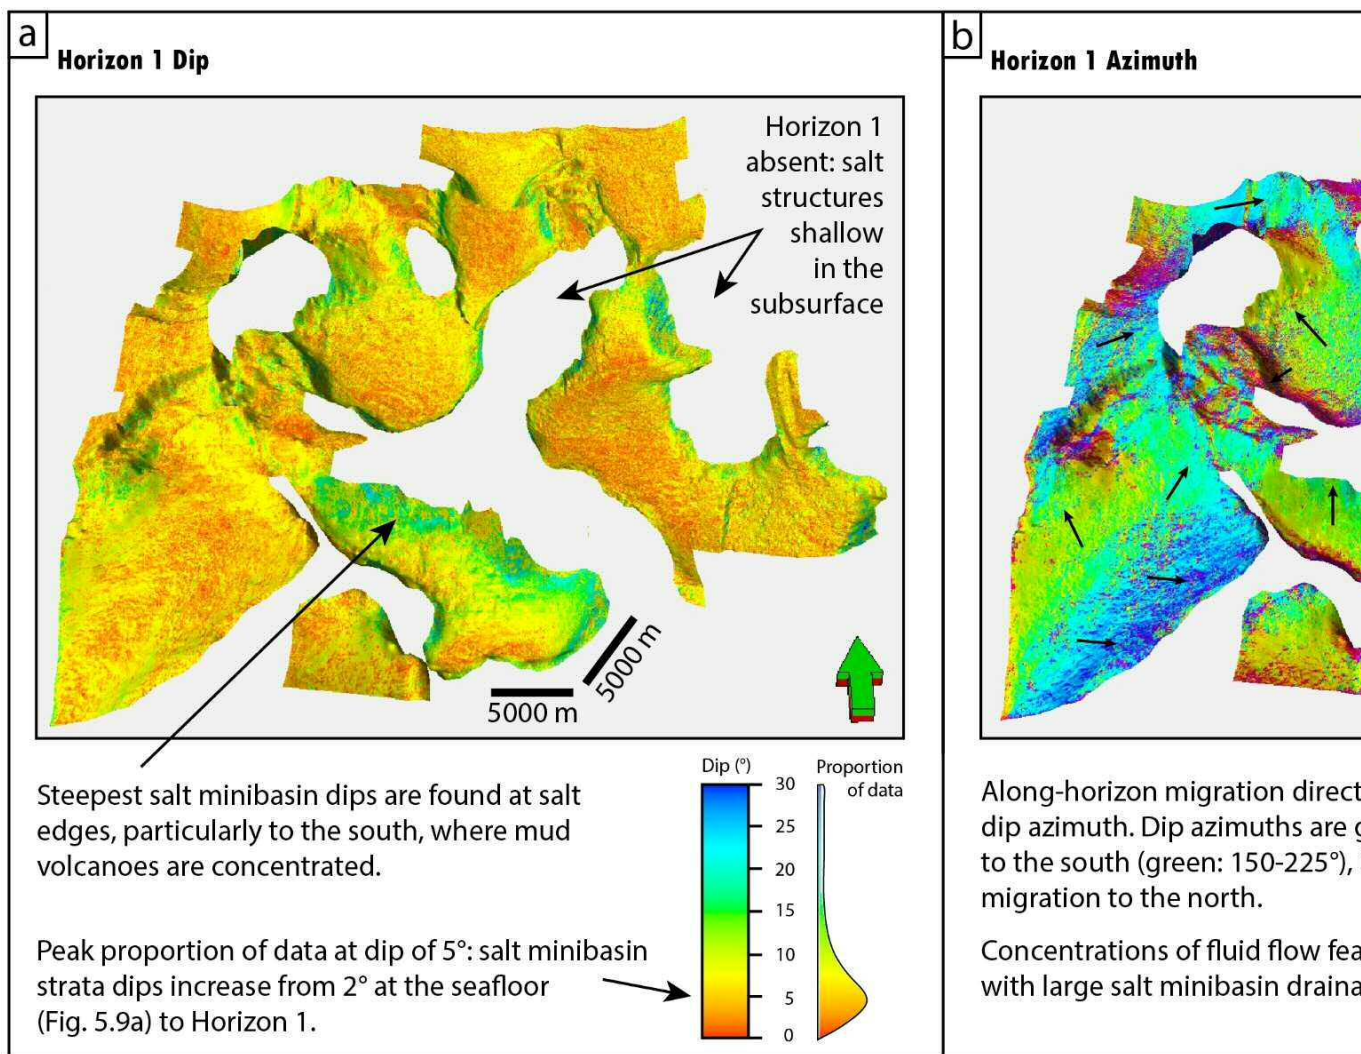 a
Horizon 1 Dip
Horizon 1
absent: salt
structures
shallow
in the
subsurface
5000 m
5000 m
Steepest salt minibasin dips are found at salt
edges, particularly to the south, where mud
volcanoes are concentrated.
Peak proportion of data at dip of 5°: salt minibasin
strata dips increase from 2° at the seafloor
(Fig. 5.9a) to Horizon 1.
Dip (°)
30
25
20
15
10
5
0
Proportion
of data
b
Horizon 1 Azimuth
Along-horizon migration direct
dip azimuth. Dip azimuths are g
to the south (green: 150-225°),
migration to the north.
Concentrations of fluid flow fea
with large salt minibasin draina